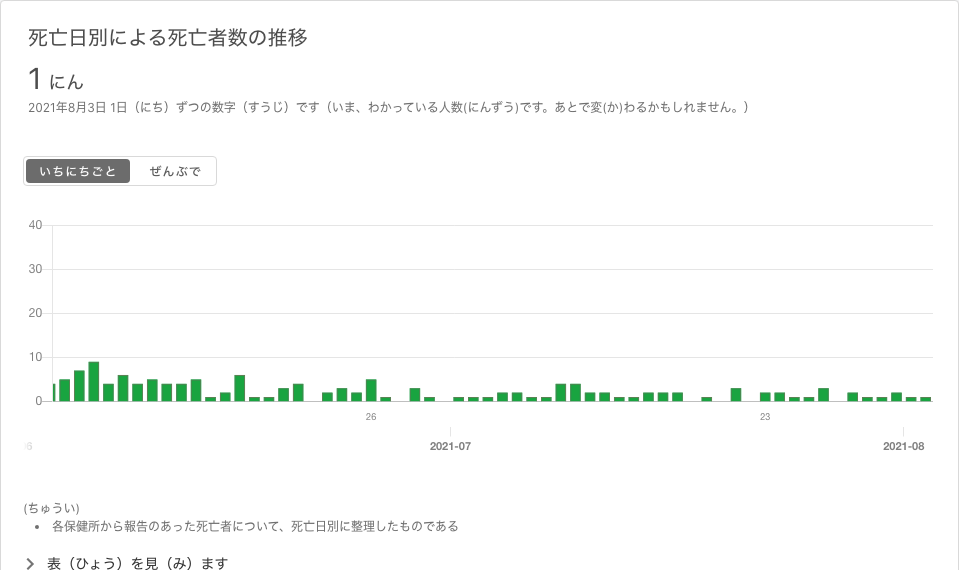 死亡日別による死亡者数の推移
1 にん
2021年8月3日 1日（にち）ずつの数字（すうじ）です（いま、わかっている人数(にんずう)です。あとで変(か)わるかもしれません。）
いちにちごと ぜんぶで
40
30
20
10
0
26 23
2021-07 2021-08
(ちゅうい)
• 各保健所から報告のあった死亡者について、死亡日別に整理したものである
表（ひょう）を見（み）ます